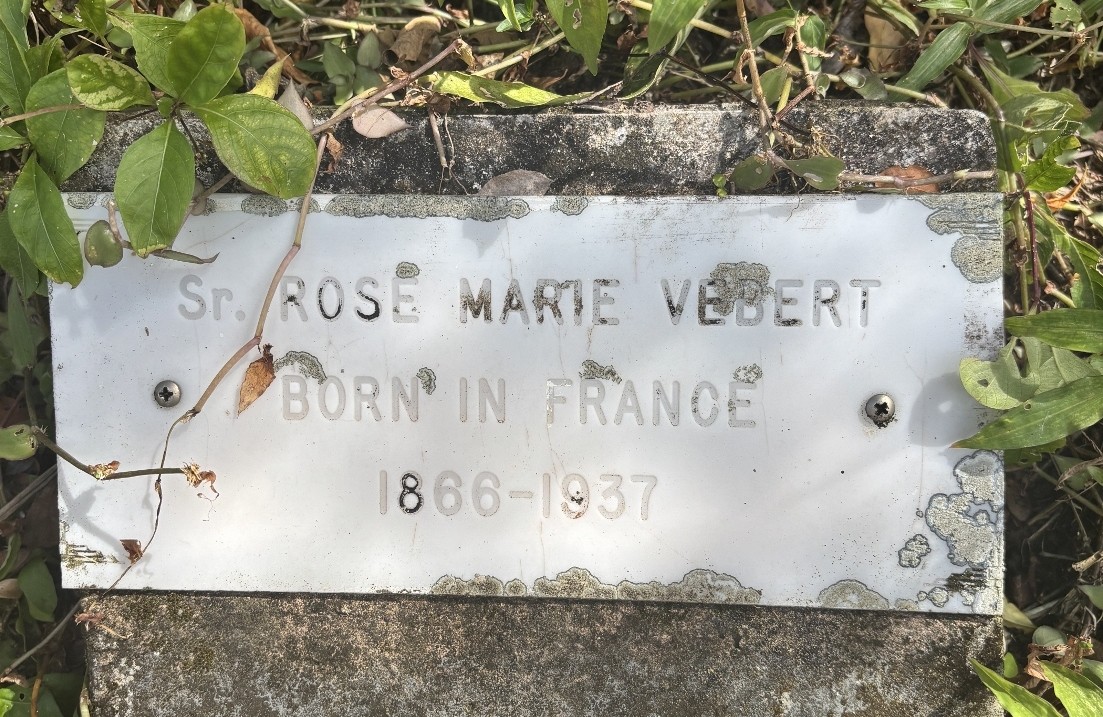 Sr. ROSE MARIE VEBERT
BORN IN FRANCE
1866-1937